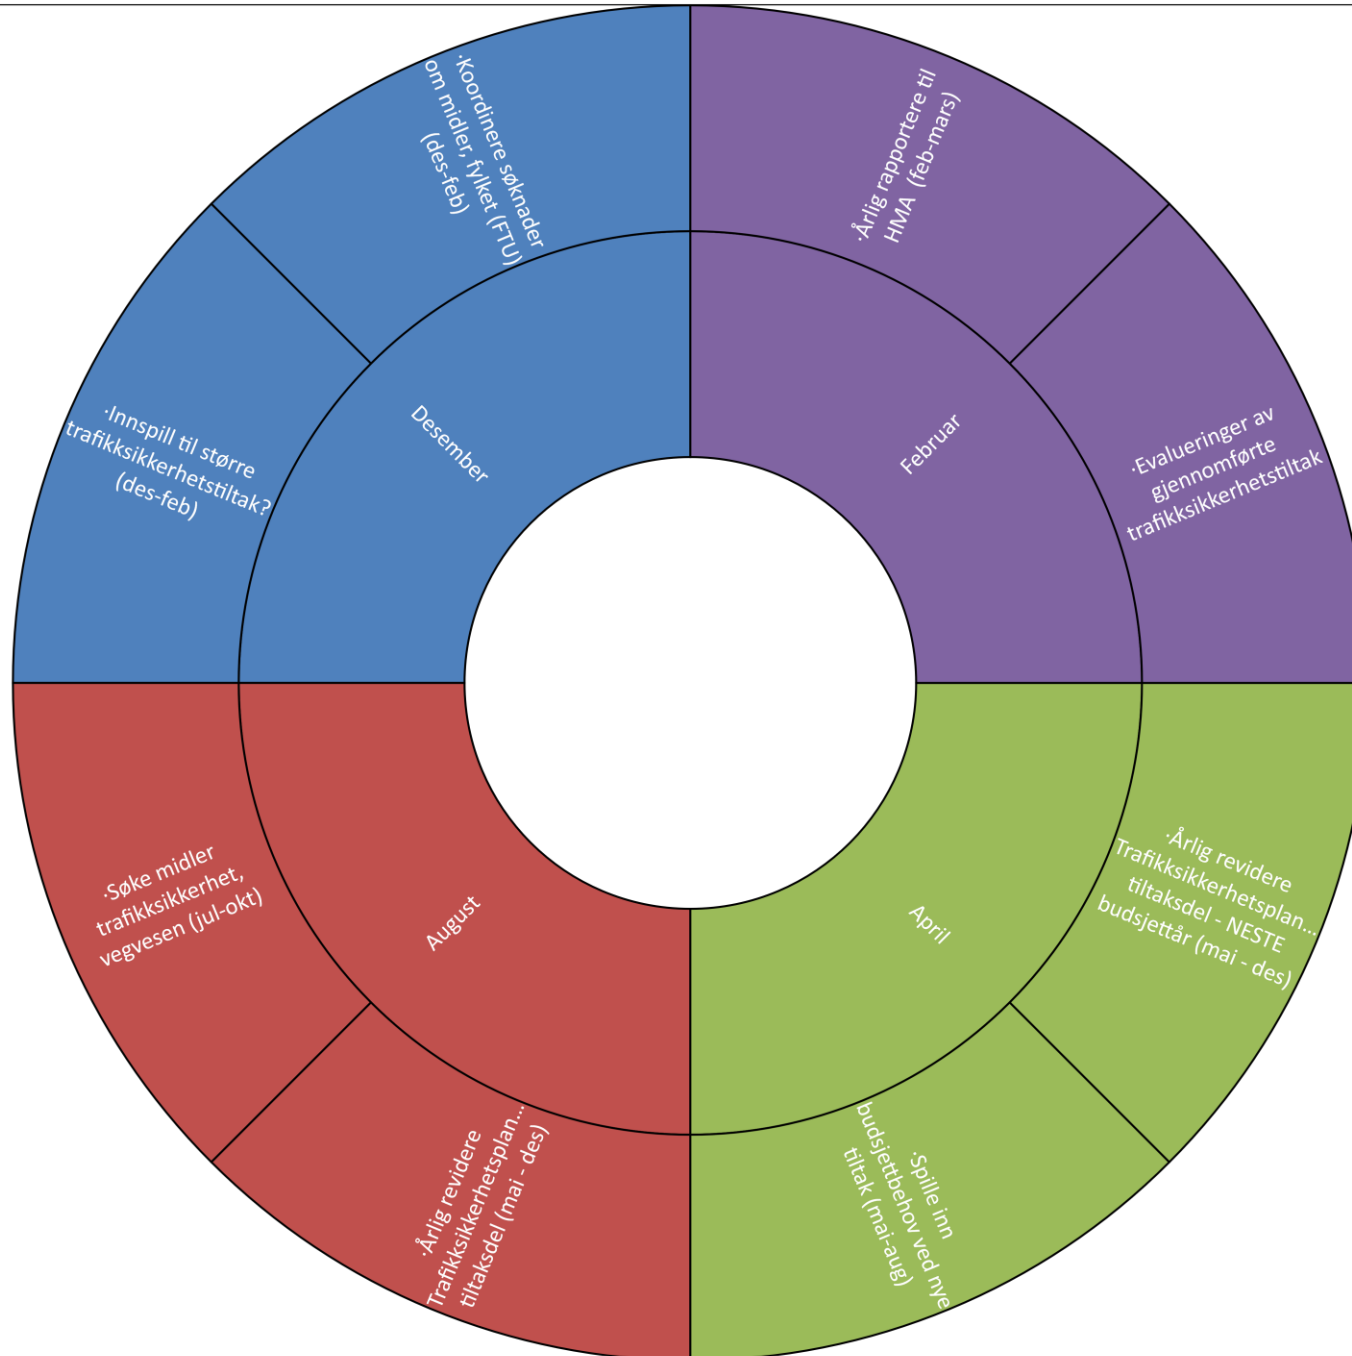 ·Årlig rapportere til
HMA  (feb-mars)
·Evalueringer av
gjennomførte
trafikksikkerhetstiltak
Februar
·Årlig revidere
Trafikksikkerhetsplan...
tiltaksdel - NESTE
budsjettår (mai - des)
·Spille inn
budsjettbehov ved nye
tiltak (mai-aug)
April
·Årlig revidere
Trafikksikkerhetsplan...
tiltaksdel (mai - des)
·Søke midler
trafikksikkerhet,
vegvesen (jul-okt)
August
·Innspill til større
trafikksikkerhetstiltak?
(des-feb)
·Koordinere søknader
om midler, fylket (FTU)
(des-feb)
Desember